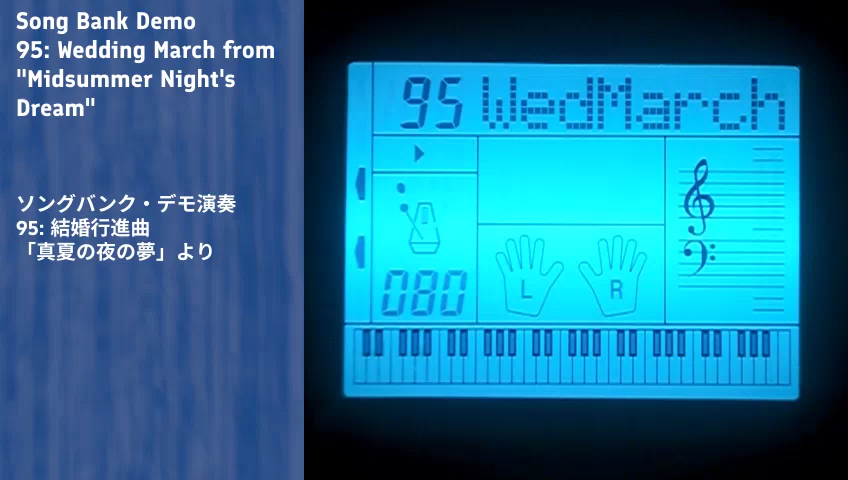 Song Bank Demo
95: Wedding March from
"Midsummer Night's
Dream"
ソングバンク・デモ演奏
95: 結婚行進曲
「真夏の夜の夢」より
95 WedMarch
080
L R